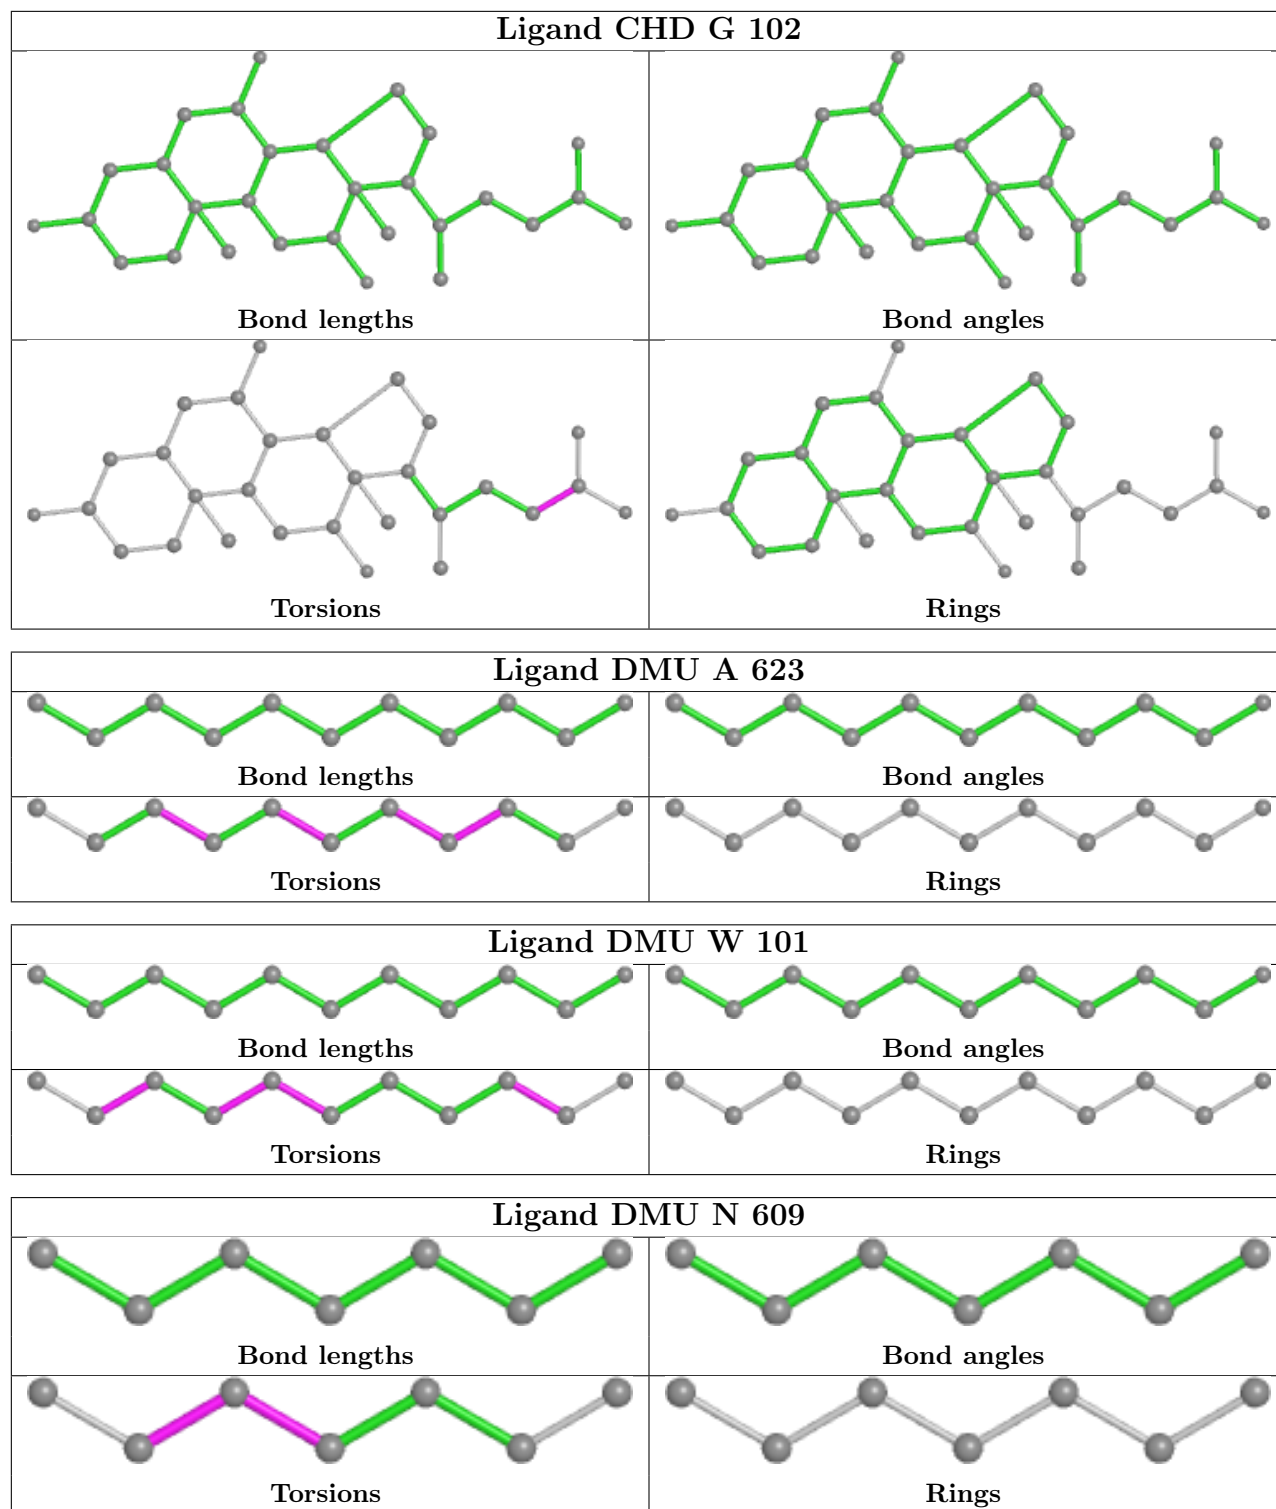 Ligand CHD G 102
Bond lengths
Bond angles
Torsions
Rings
Ligand DMU A 623
Bond lengths
Bond angles
Torsions
Rings
Ligand DMU W 101
Bond lengths
Bond angles
Torsions
Rings
Ligand DMU N 609
Bond lengths
Bond angles
Torsions
Rings